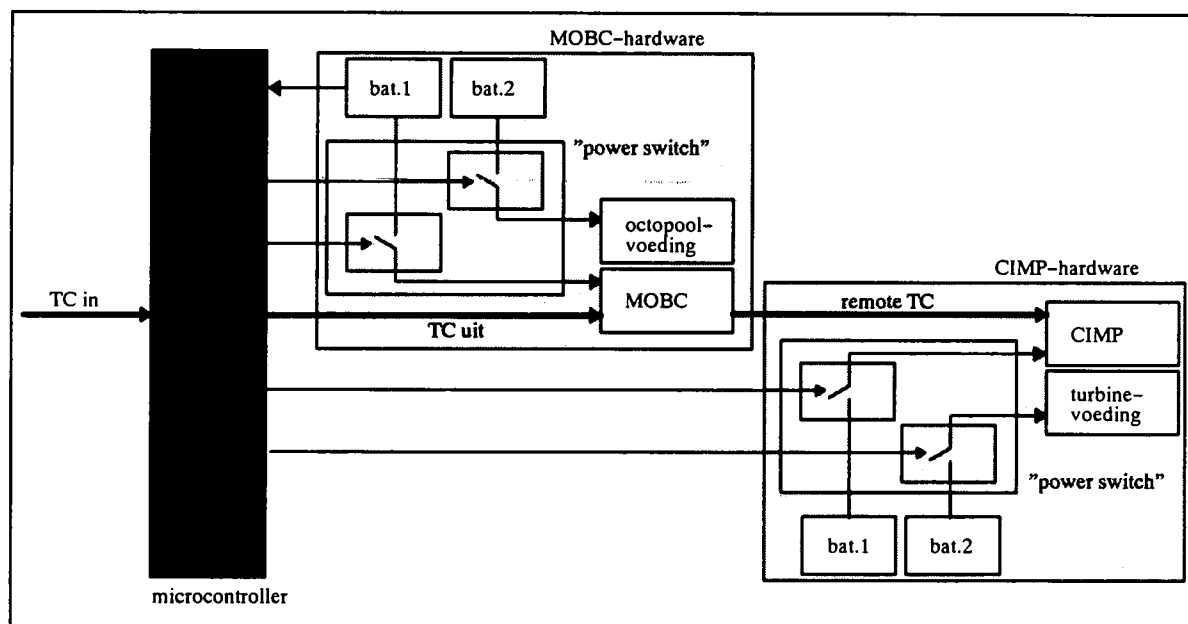 MOBC-hardware
bat.1
bat.2
"power switch"
octopool-
voeding
CIMP-hardware
TC in
MOBC
remote TC
TC uit
CIMP
turbine-
voeding
"power switch"
bat.1
bat.2
microcontroller